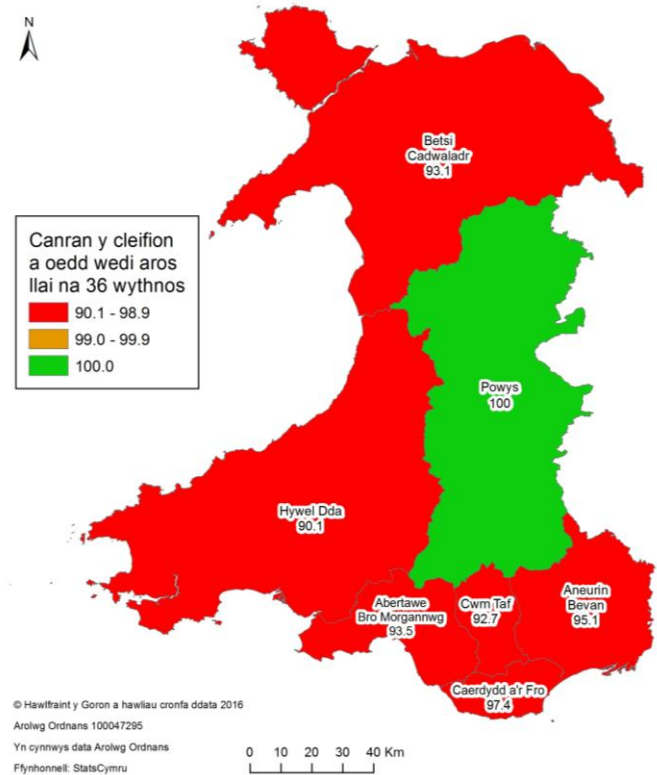 N
Betsi
Cadwaladr
93.1
Canran y cleifion
a oedd wedi aros
llai na 36 wythnos
90.1 - 98.9
99.0 - 99.9
100.0
Powys
100
Hywel Dda
90.1
Abertawe
Bro Morgannwg
93.5
Cwm Taf
92.7
Aneurin
Bevan
95.1
Caerdydd a'r Fro
97.4
© Hawlfraint y Goron a hawliau cronfa ddata 2016
Arolwg Ordnans 100047295
Yn cynnwys data Arolwg Ordnans
Ffynhonnell: StatsCymru
0 10 20 30 40 Km